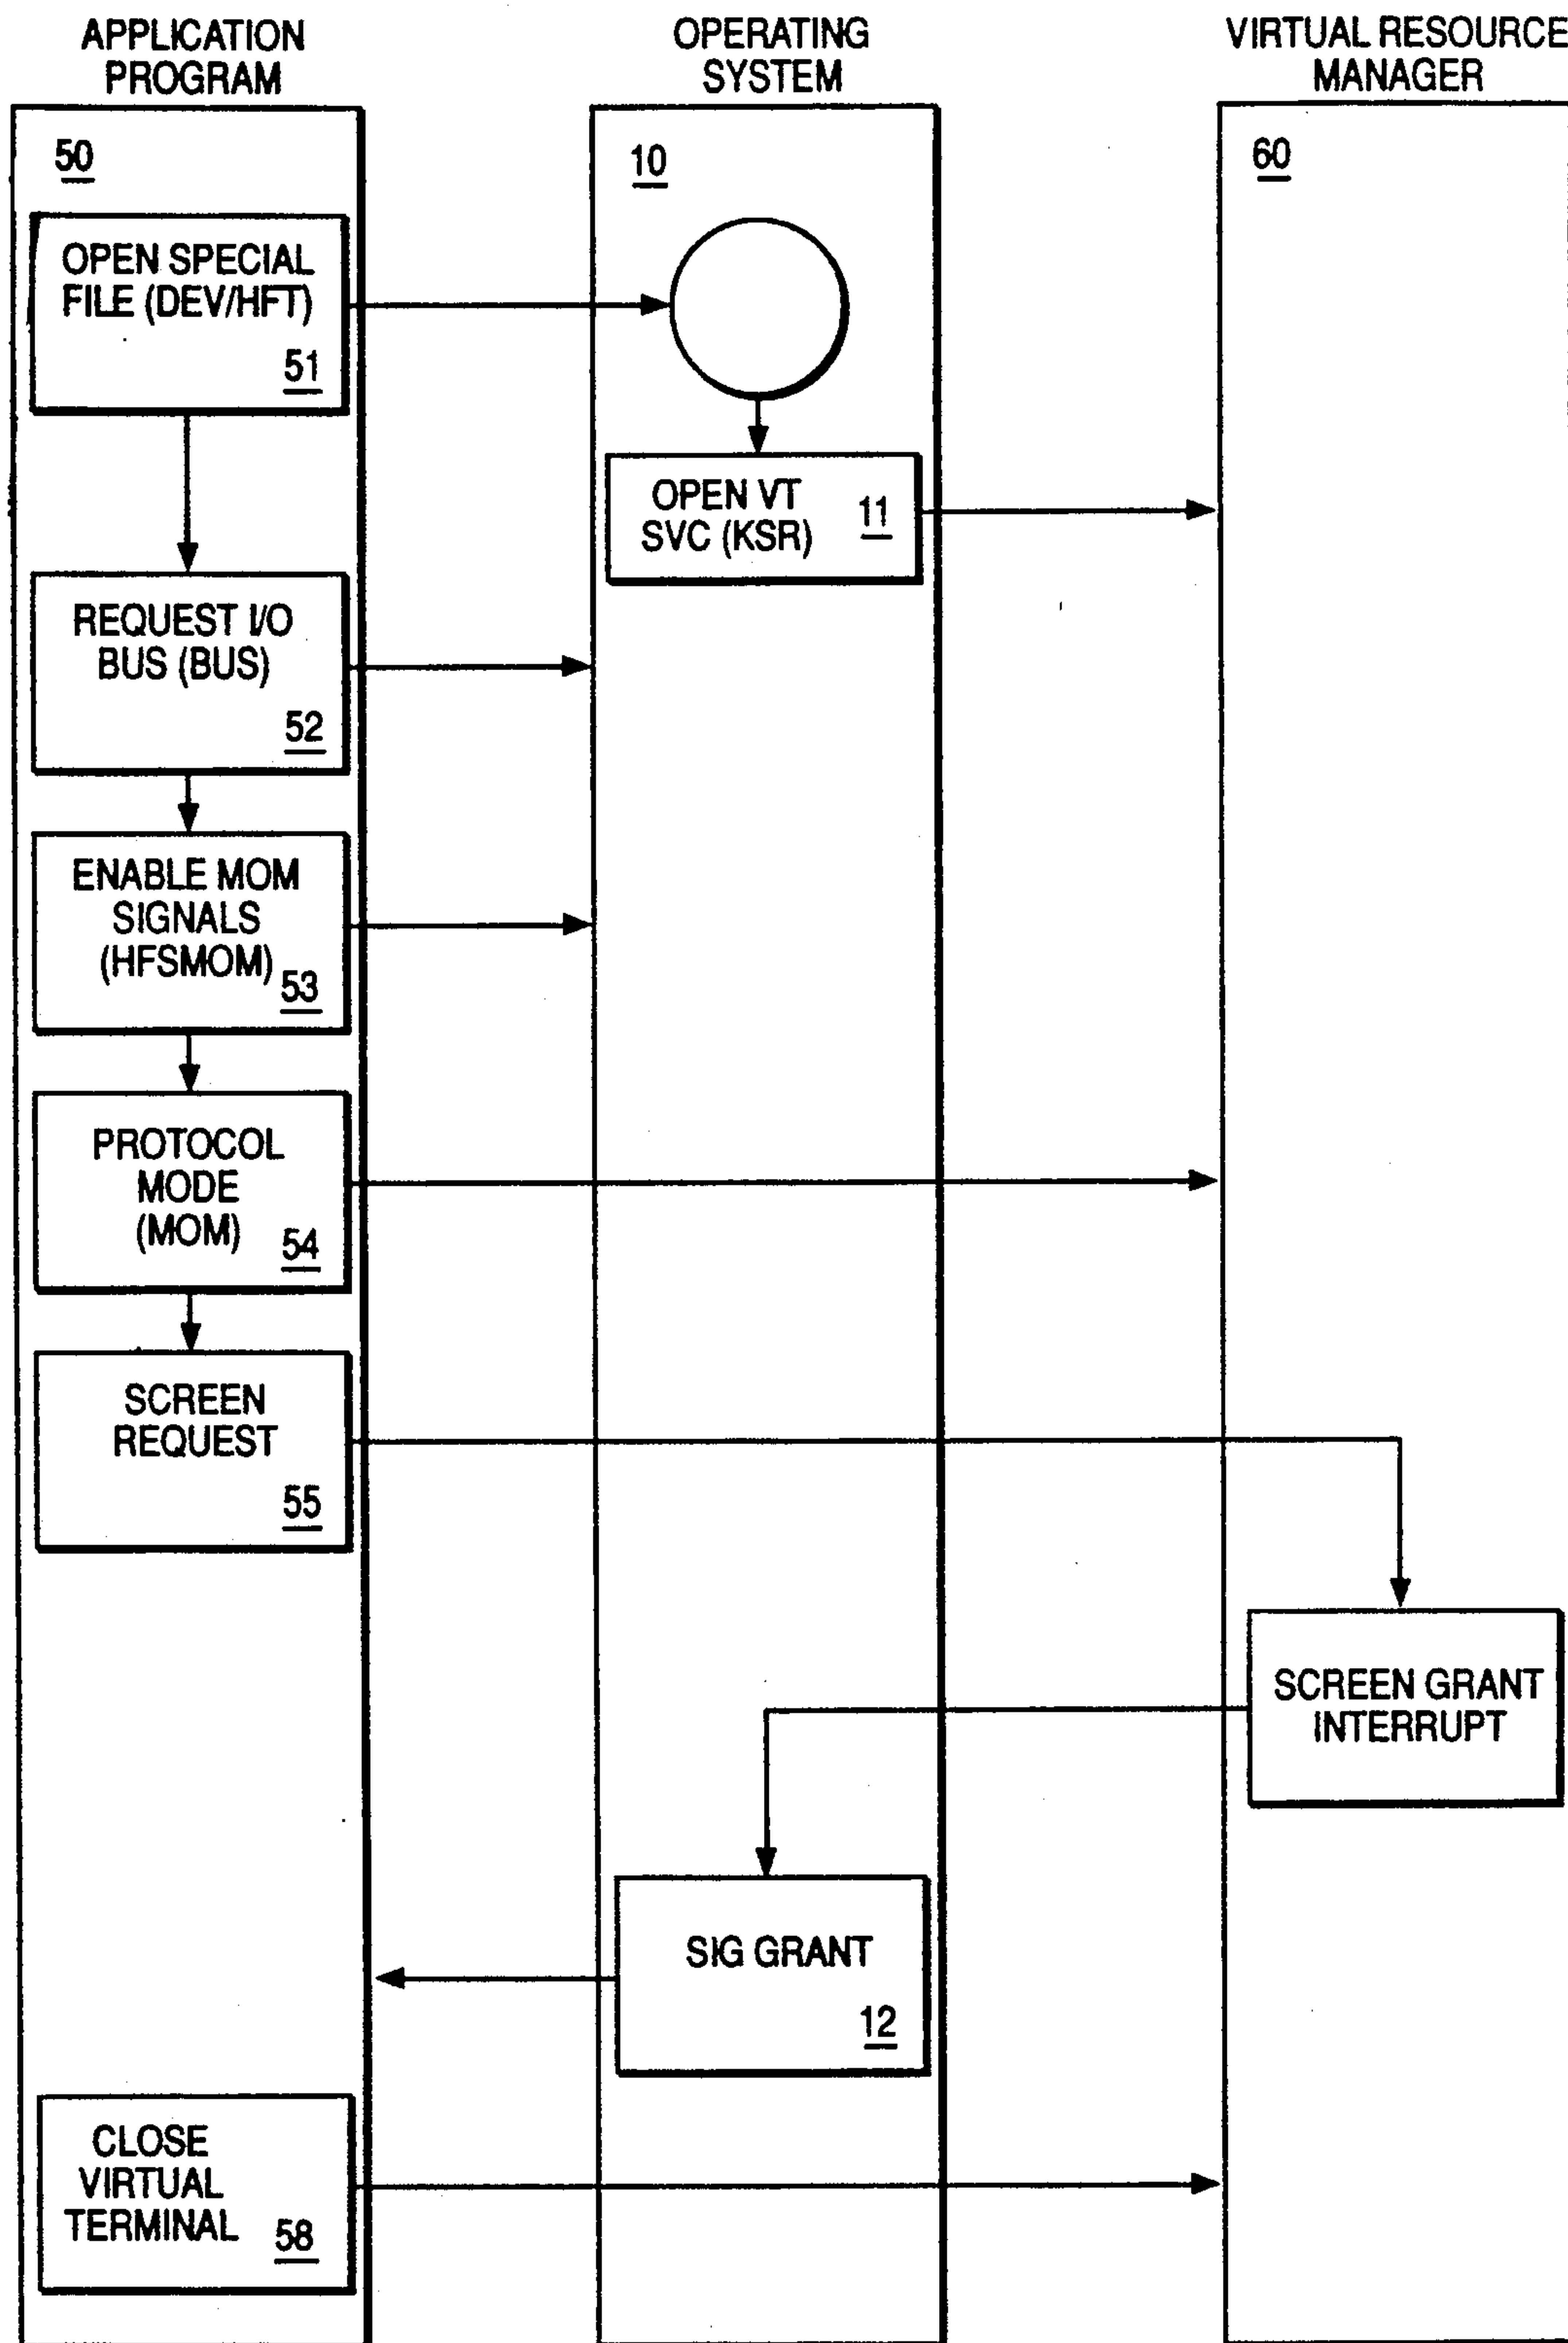 APPLICATION
PROGRAM
OPERATING
SYSTEM
VIRTUAL RESOURCE
MANAGER
50
10
60
OPEN SPECIAL
FILE (DEV/HFT)
51
OPEN VT
SVC (KSR)
11
REQUEST I/O
BUS (BUS)
52
ENABLE MOM
SIGNALS
(HFSMOM)
53
PROTOCOL
MODE
(MOM)
54
SCREEN
REQUEST
55
SCREEN GRANT
INTERRUPT
SIG GRANT
12
CLOSE
VIRTUAL
TERMINAL
58